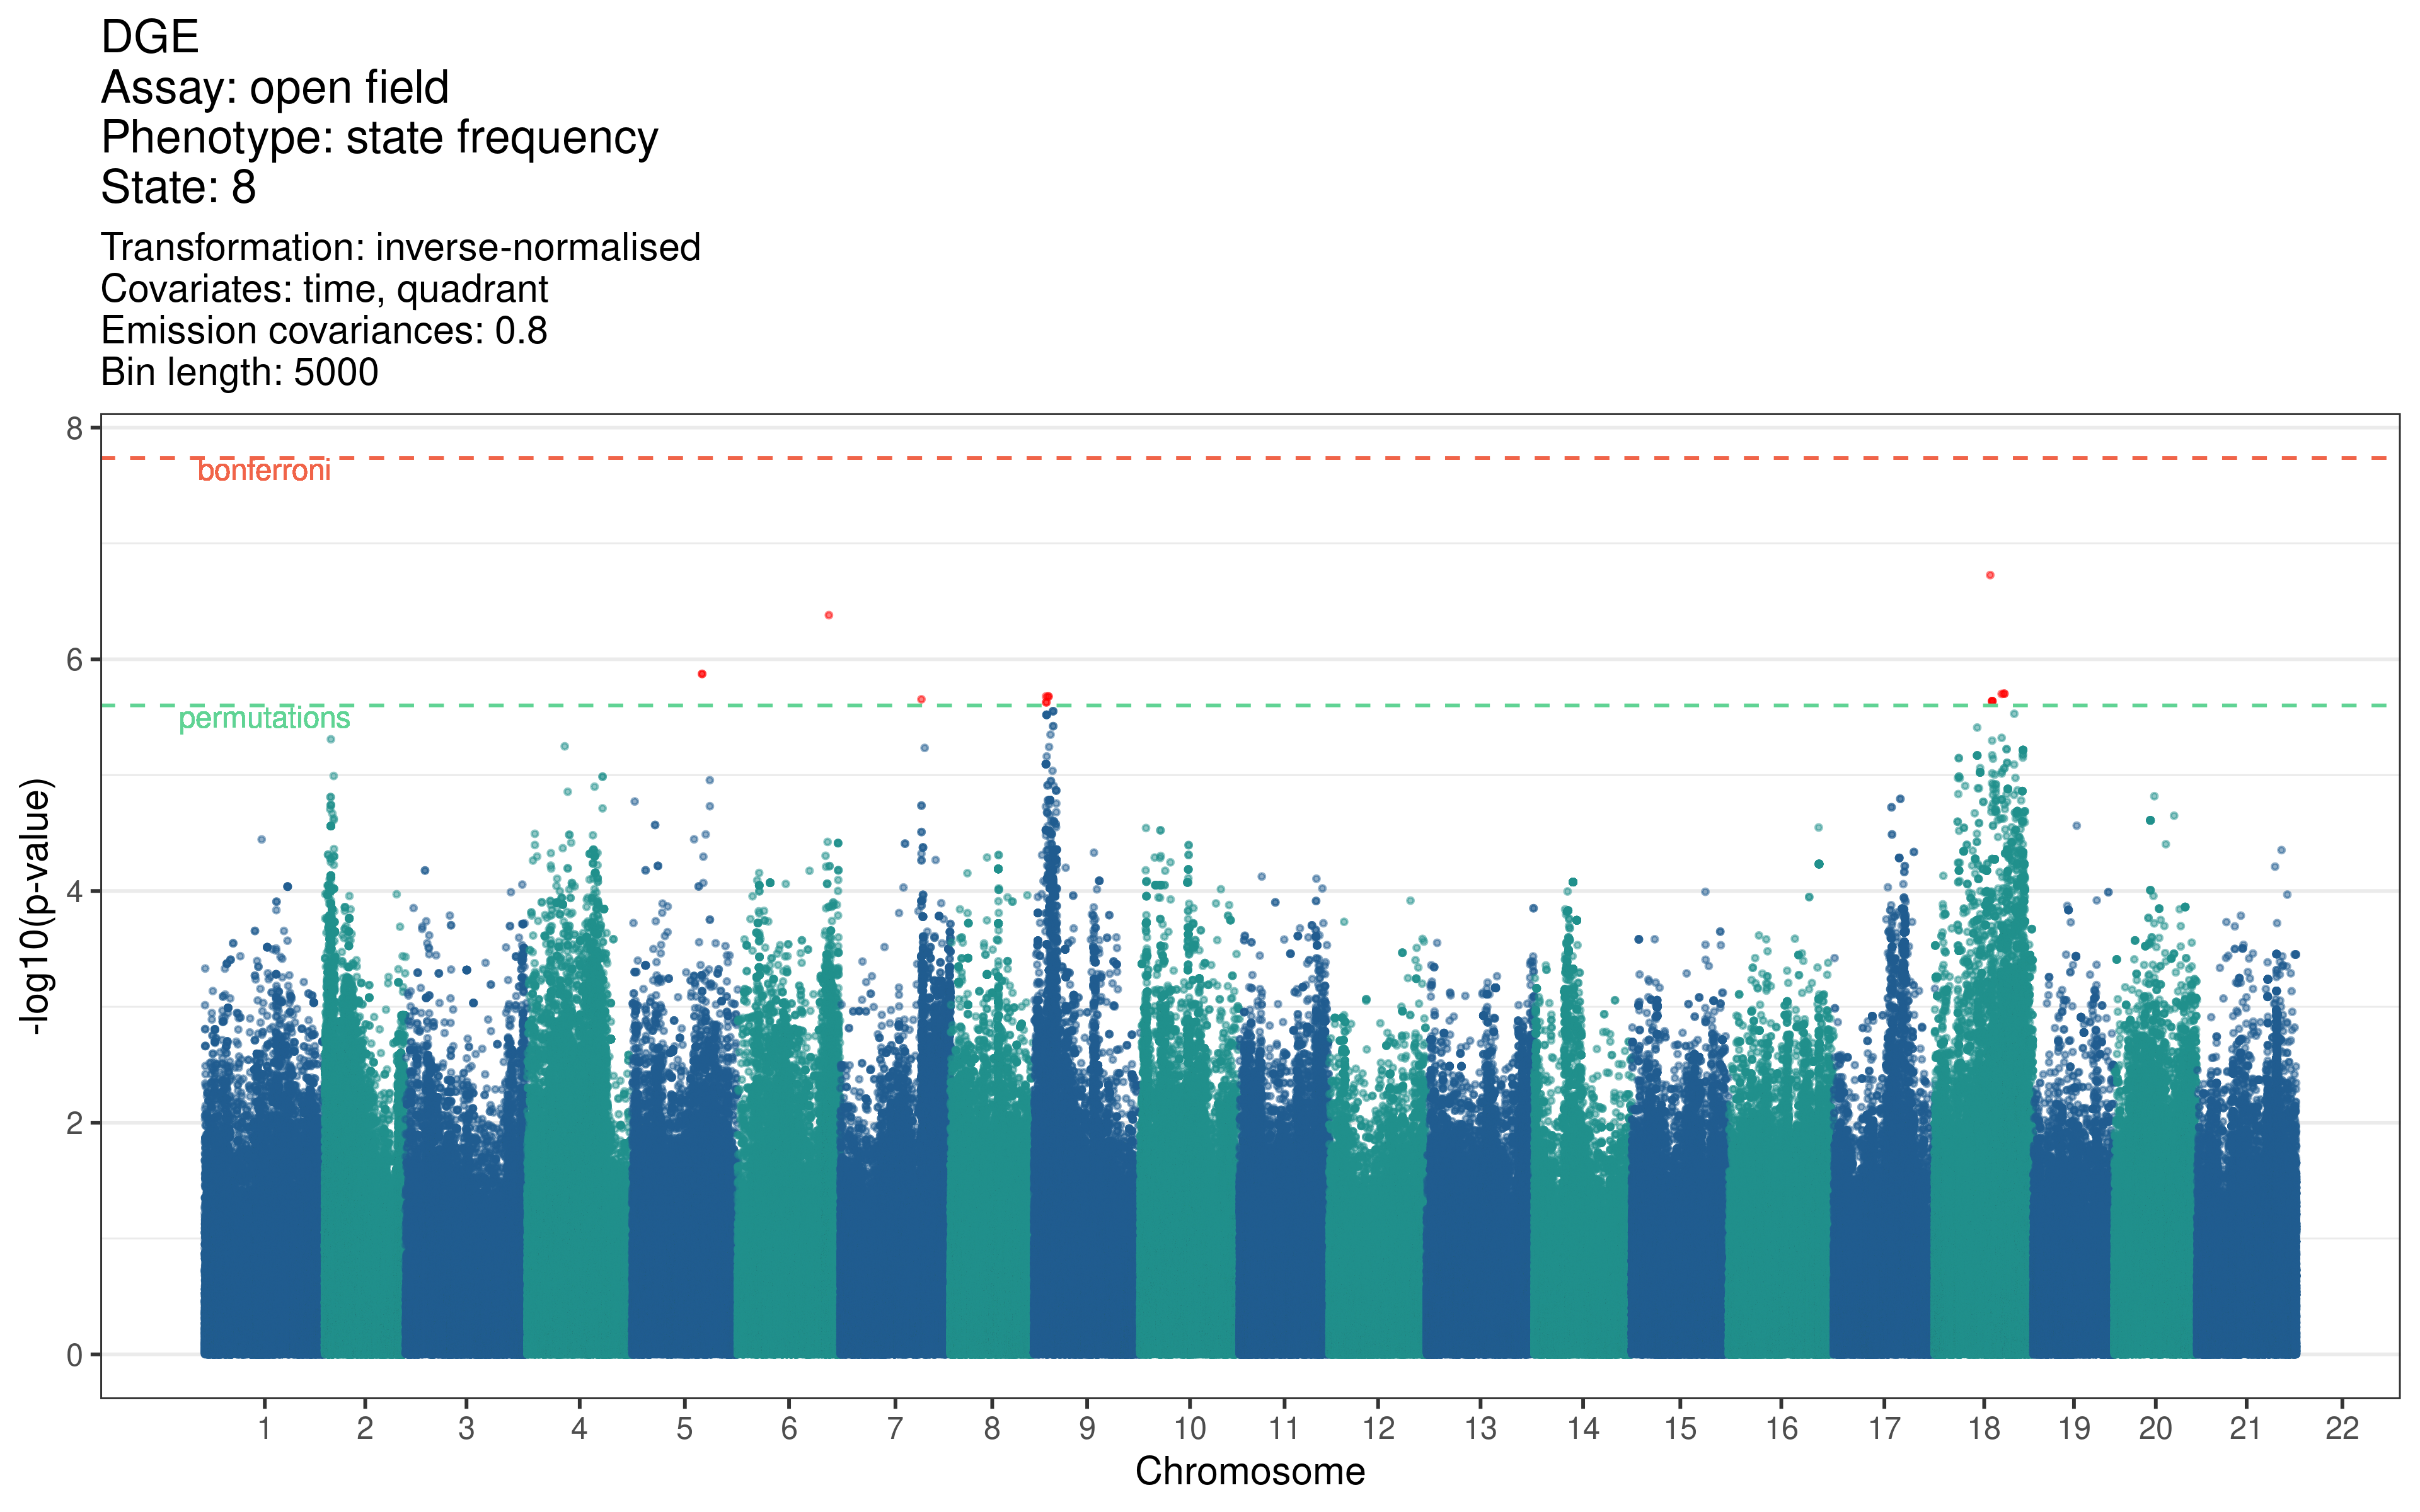 DGE
Assay: open field
Phenotype: state frequency
State: 8
Transformation: inverse-normalised
Covariates: time, quadrant
Emission covariances: 0.8
Bin length: 5000
8
bonferroni
6
permutations
4
2
0
-log10(p-value)
1 2 3 4 5 6 7 8 9 10 11 12 13 14 15 16 17 18 19 20 21 22
Chromosome